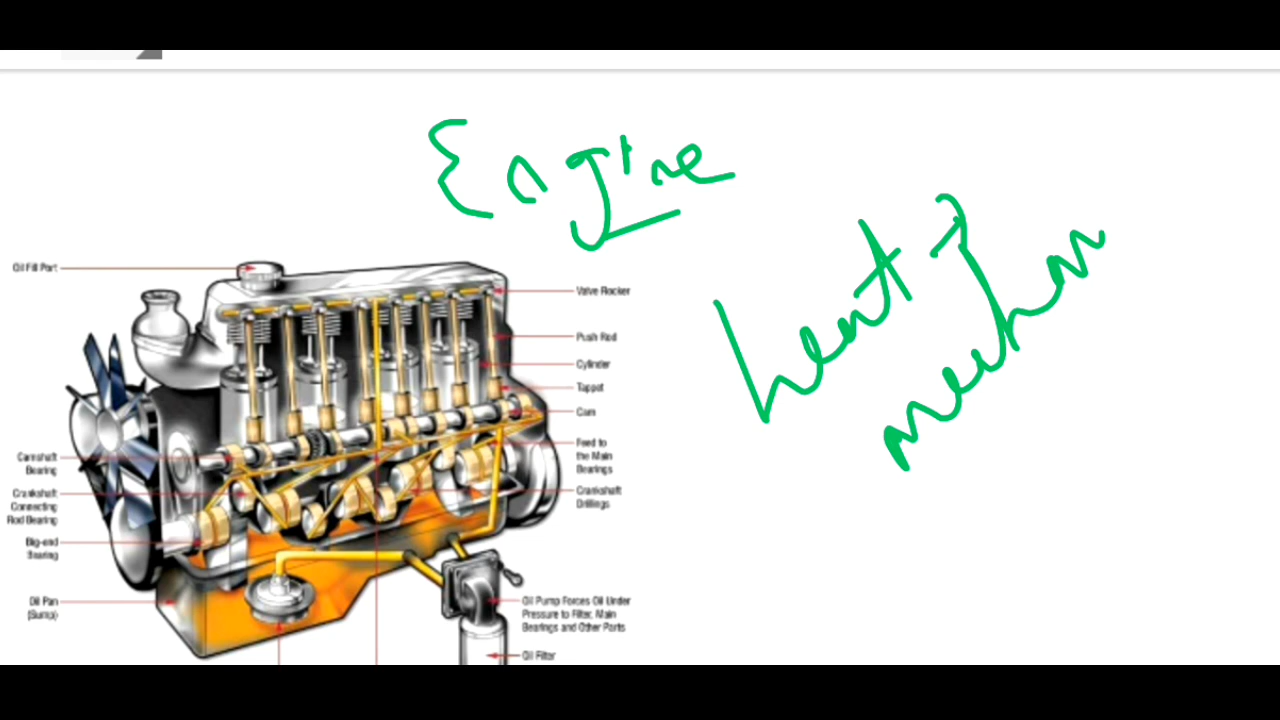 Engine
heat →
mechan
Oil Fill Port
Valve Rocker
Push Rod
Cylinder
Tappet
Cam
Camshaft
Bearing
Feed to
the Main
Bearings
Crankshaft
Connecting
Rod Bearing
Crankshaft
Drillings
Big-end
Bearing
Oil Pan
(Sump)
Oil Pump Forces Oil Under
Pressure to Filter, Main
Bearings and Other Parts
Oil Filter